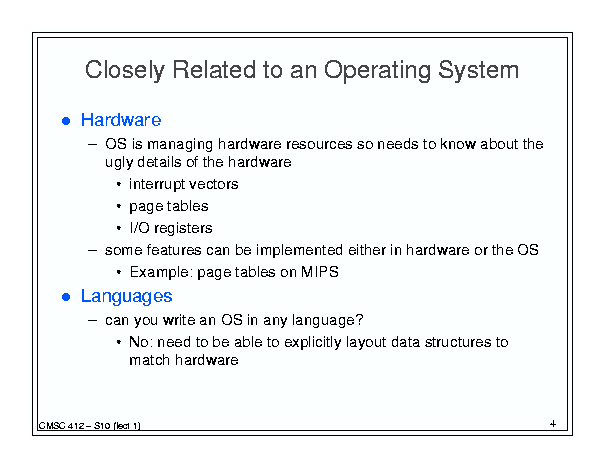 Closely Related to an Operating System
● Hardware
– OS is managing hardware resources so needs to know about the
ugly details of the hardware
• interrupt vectors
• page tables
• I/O registers
– some features can be implemented either in hardware or the OS
• Example: page tables on MIPS
● Languages
– can you write an OS in any language?
• No: need to be able to explicitly layout data structures to
match hardware
CMSC 412 – S10 (lect 1)
4